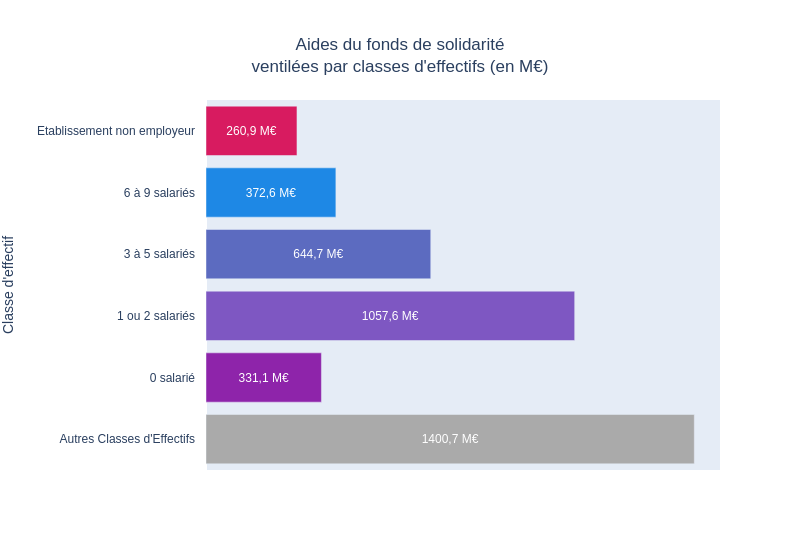 Aides du fonds de solidarité
ventilées par classes d'effectifs (en M€)
Classe d'effectif
Etablissement non employeur
260,9 M€
6 à 9 salariés
372,6 M€
3 à 5 salariés
644,7 M€
1 ou 2 salariés
1057,6 M€
0 salarié
331,1 M€
Autres Classes d'Effectifs
1400,7 M€